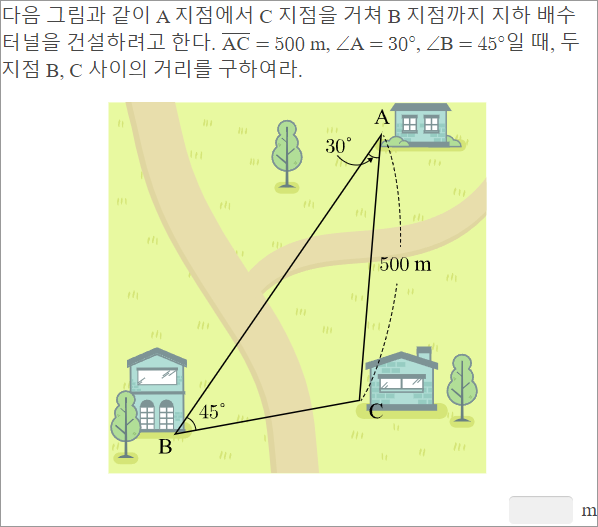 다음 그림과 같이 A 지점에서 C 지점을 거쳐 B 지점까지 지하 배수
터널을 건설하려고 한다. \overline{AC} = 500 m, ∠A = 30°, ∠B = 45°일 때, 두
지점 B, C 사이의 거리를 구하여라.
A
30°
500 m
45°
C
B
m